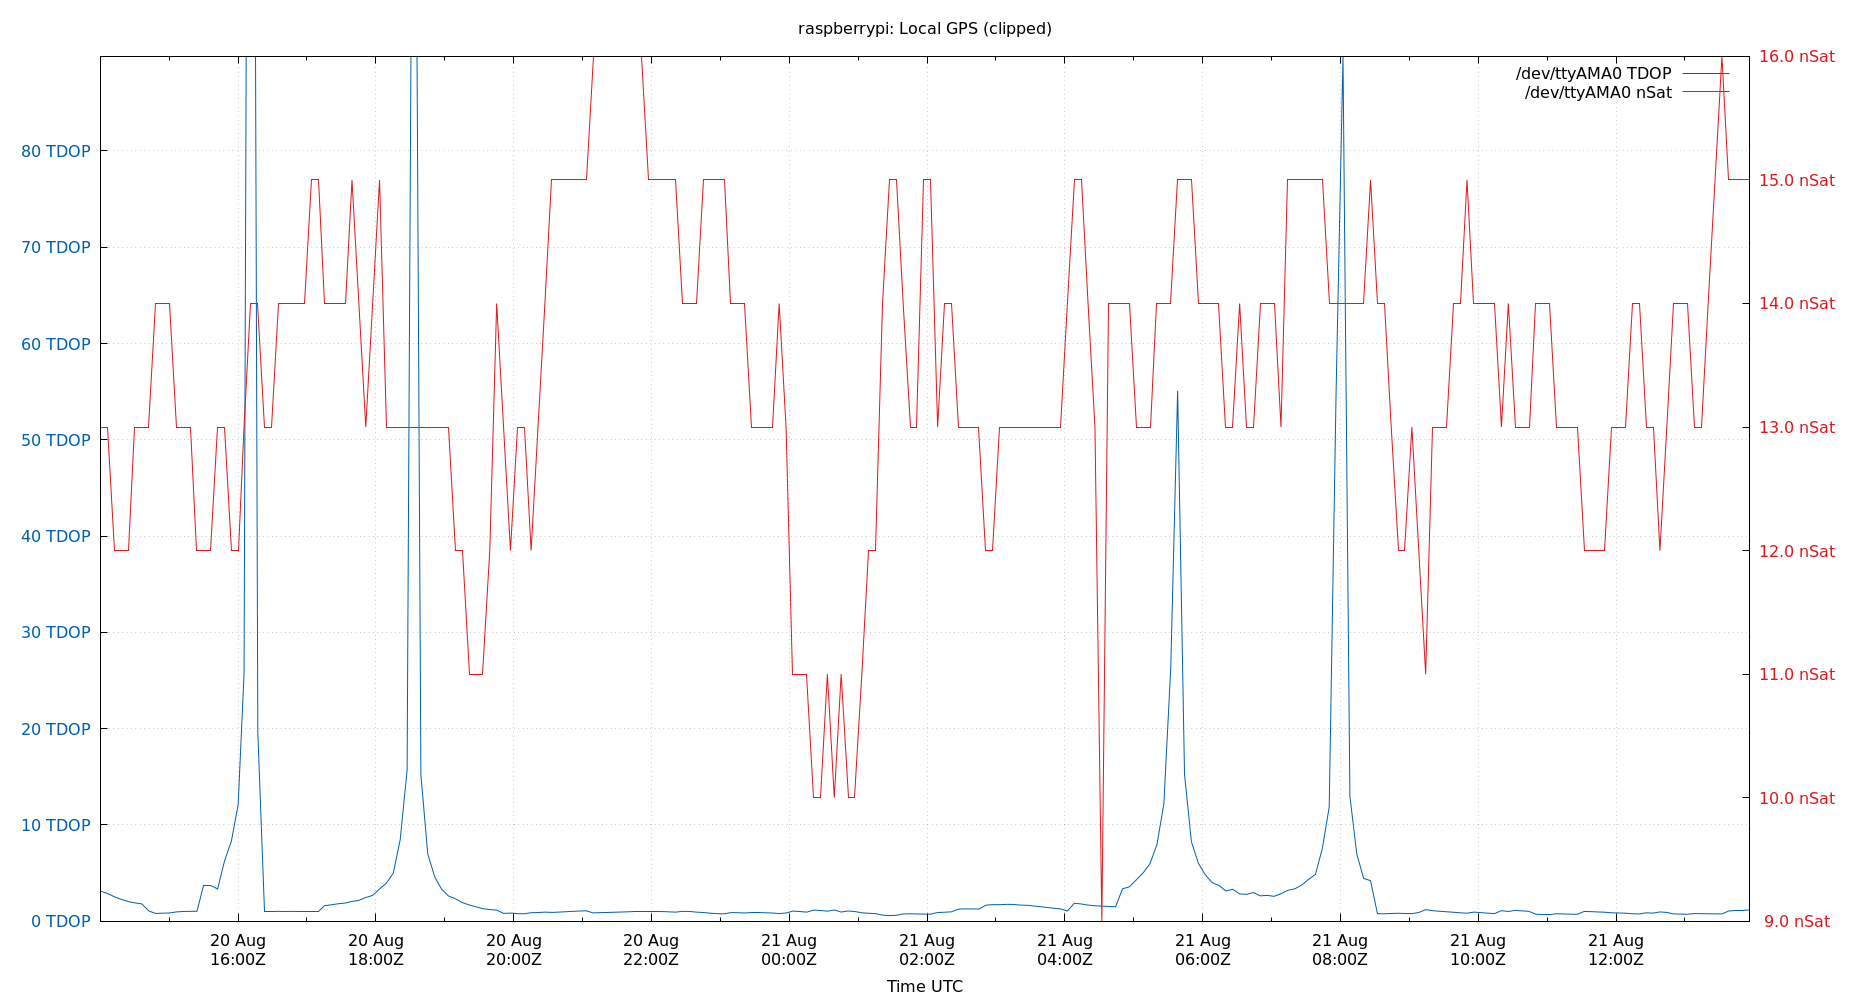 raspberrypi: Local GPS (clipped)
/dev/ttyAMA0 TDOP
/dev/ttyAMA0 nSat
80 TDOP
70 TDOP
60 TDOP
50 TDOP
40 TDOP
30 TDOP
20 TDOP
10 TDOP
0 TDOP
16.0 nSat
15.0 nSat
14.0 nSat
13.0 nSat
12.0 nSat
11.0 nSat
10.0 nSat
9.0 nSat
20 Aug
16:00Z
20 Aug
18:00Z
20 Aug
20:00Z
20 Aug
22:00Z
21 Aug
00:00Z
21 Aug
02:00Z
21 Aug
04:00Z
21 Aug
06:00Z
21 Aug
08:00Z
21 Aug
10:00Z
21 Aug
12:00Z
Time UTC